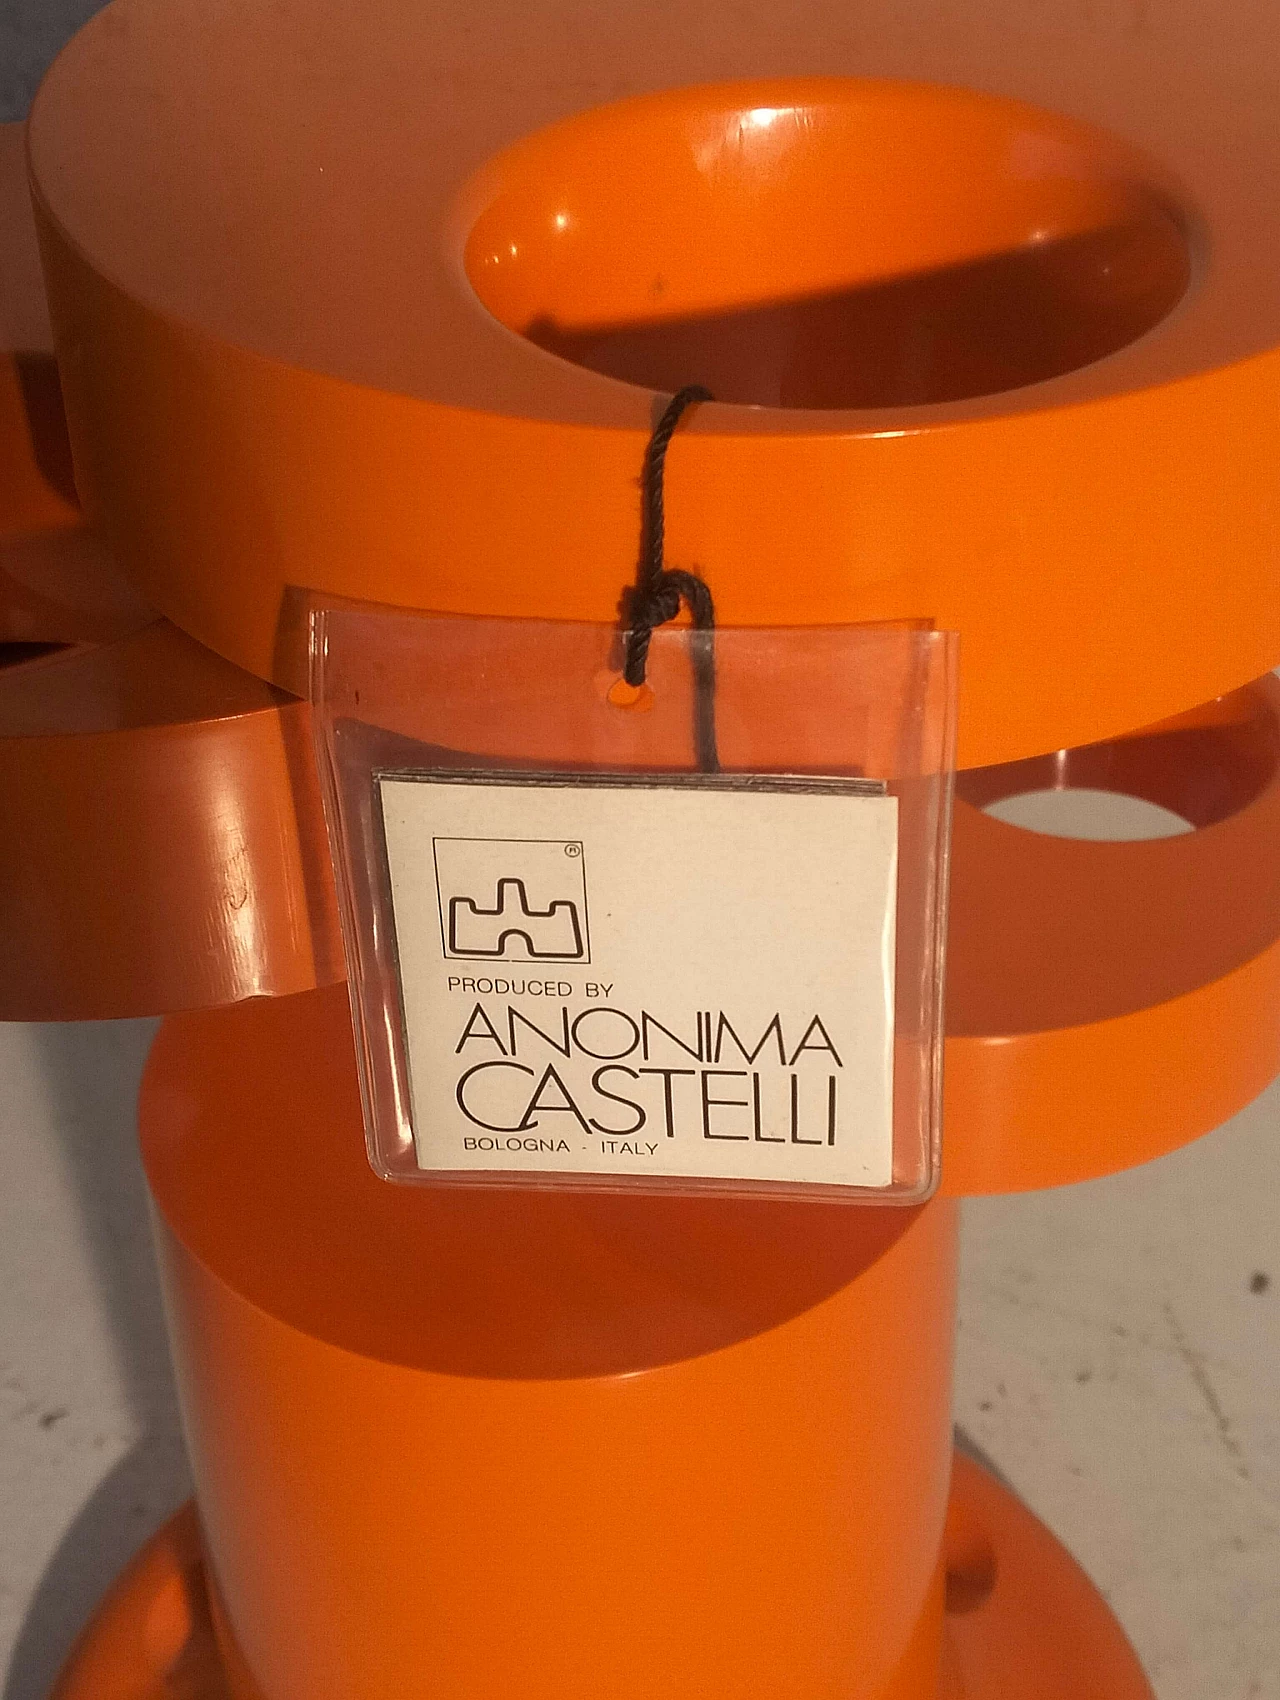 PRODUCED BY
ANONIMA
CASTELLI
BOLOGNA - ITALY